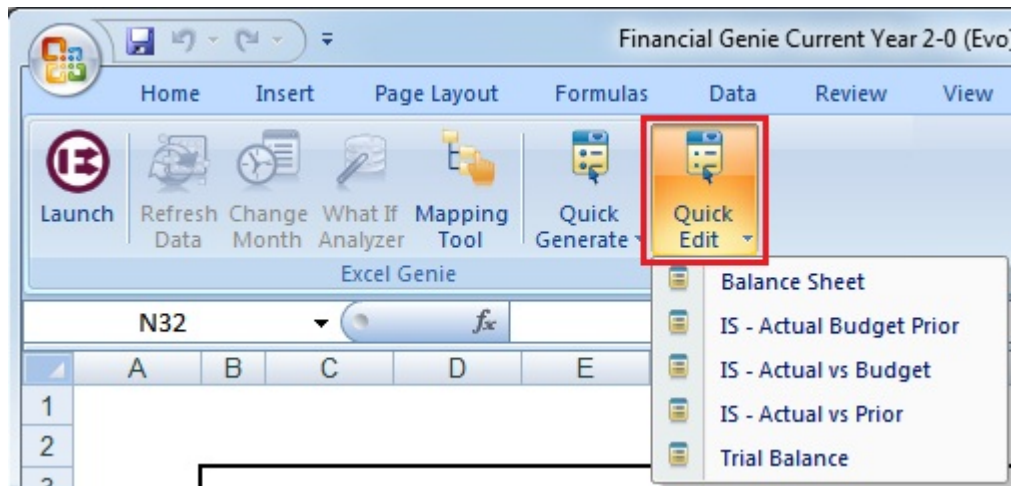 Financial Genie Current Year 2-0 (Evo)
Home Insert Page Layout Formulas Data Review View
Launch Refresh Change What If Mapping Quick Quick
Data Month Analyzer Tool Generate Edit
Excel Genie
Balance Sheet
N32 fx
IS - Actual Budget Prior
A B C D E
IS - Actual vs Budget
1
IS - Actual vs Prior
2
Trial Balance
3